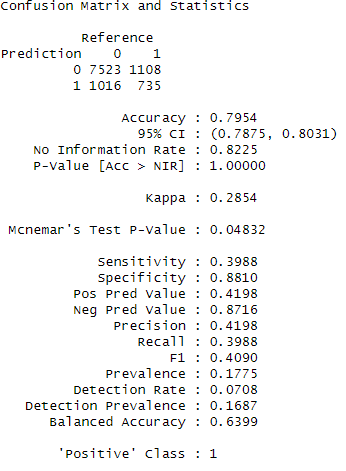 Confusion Matrix and Statistics
Reference
Prediction 0 1
0 7523 1108
1 1016 735
Accuracy : 0.7954
95% CI : (0.7875, 0.8031)
No Information Rate : 0.8225
P-Value [Acc > NIR] : 1.00000
Kappa : 0.2854
Mcnemar's Test P-Value : 0.04832
Sensitivity : 0.3988
Specificity : 0.8810
Pos Pred Value : 0.4198
Neg Pred Value : 0.8716
Precision : 0.4198
Recall : 0.3988
F1 : 0.4090
Prevalence : 0.1775
Detection Rate : 0.0708
Detection Prevalence : 0.1687
Balanced Accuracy : 0.6399
'Positive' Class : 1